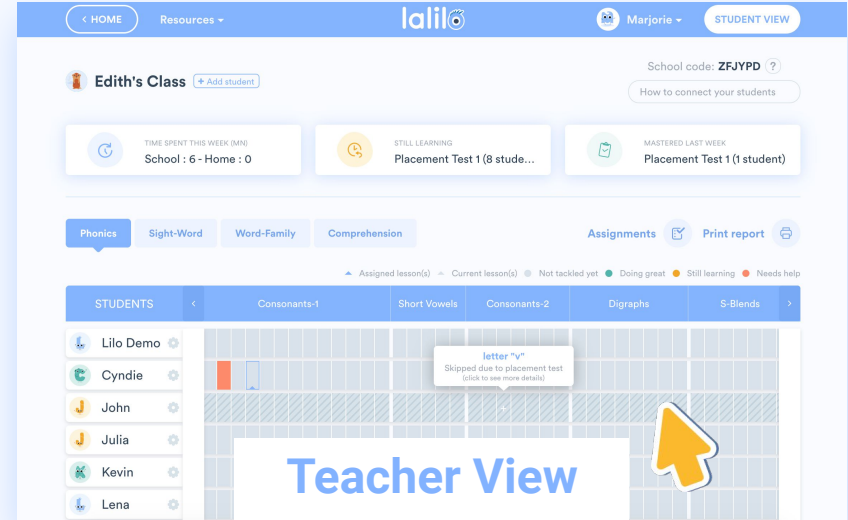 < HOME
Resources
lalilo
Marjorie
STUDENT VIEW
School code: ZFJYPD ?
Edith's Class + Add student
How to connect your students
TIME SPENT THIS WEEK (MN)
School : 6 - Home : 0
STILL LEARNING
Placement Test 1 (8 stude...
MASTERED LAST WEEK
Placement Test 1 (1 student)
Phonics
Sight-Word
Word-Family
Comprehension
Assignments
Print report
Assigned lesson(s) Current lesson(s) Not tackled yet Doing great Still learning Needs help
STUDENTS < Consonants-1 Short Vowels Consonants-2 Digraphs S-Blends >
Lilo Demo
letter "v"
Skipped due to placement test
(click to see more details)
C Cyndie
J John
J Julia
Julia
Kevin
Lena
Teacher View